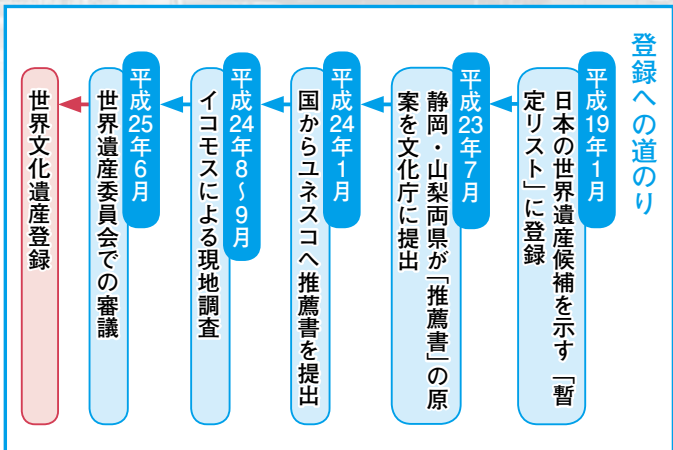 登録への道のり
平成19年1月
日本の世界遺産候補を示す「暫
定リスト」に登録
平成23年7月
静岡・山梨両県が「推薦書」の原
案を文化庁に提出
平成24年1月
国からユネスコへ推薦書を提出
平成24年8~9月
イコモスによる現地調査
平成25年6月
世界遺産委員会での審議
世界文化遺産登録